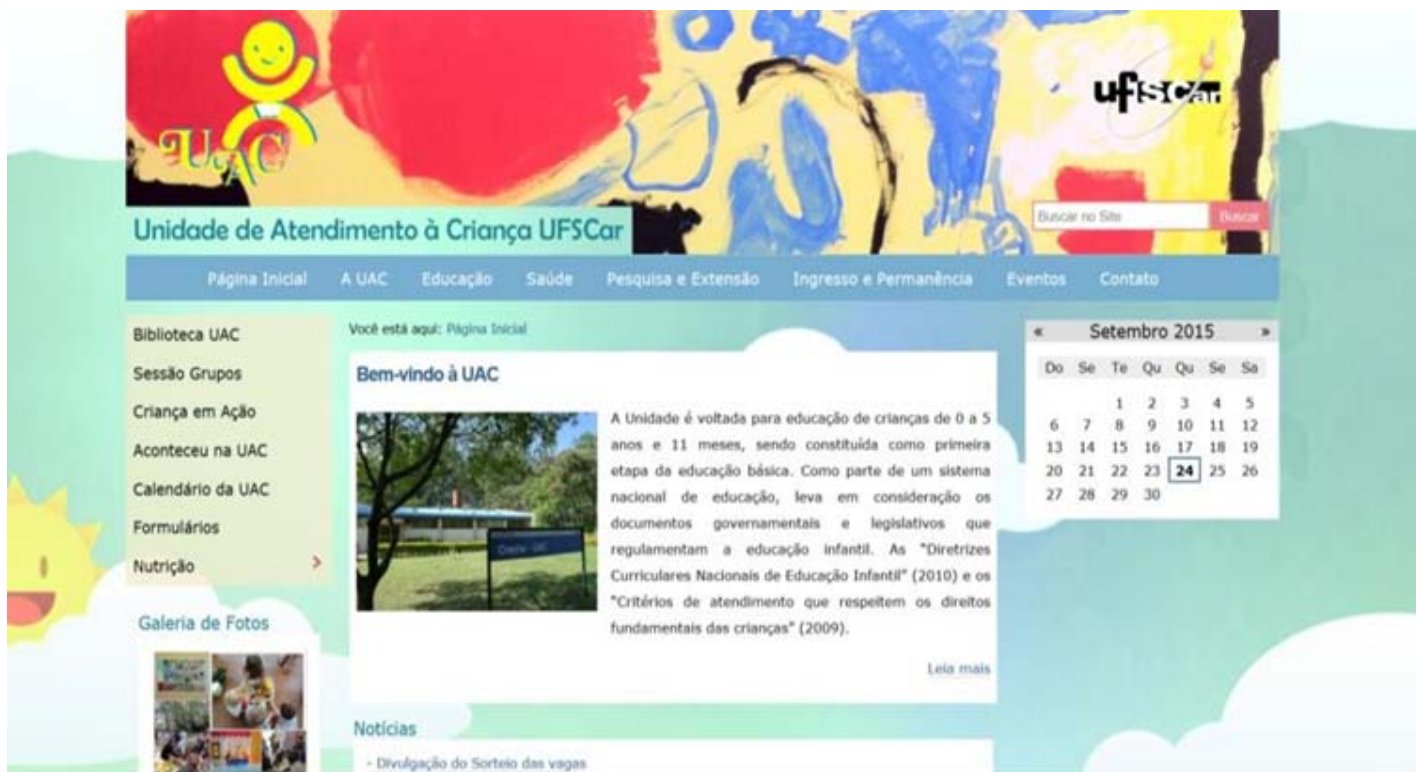 UAC
ufscar
Unidade de Atendimento à Criança UFSCar
Buscar no Site
Buscar
Página Inicial A UAC Educação Saúde Pesquisa e Extensão Ingresso e Permanência Eventos Contato
Biblioteca UAC
Sessão Grupos
Criança em Ação
Aconteceu na UAC
Calendário da UAC
Formulários
Nutrição >
Galeria de Fotos
Você está aqui: Página Inicial
Bem-vindo à UAC
Creche UAC
A Unidade é voltada para educação de crianças de 0 a 5
anos e 11 meses, sendo constituída como primeira
etapa da educação básica. Como parte de um sistema
nacional de educação, leva em consideração os
documentos governamentais e legislativos que
regulamentam a educação infantil. As "Diretrizes
Curriculares Nacionais de Educação Infantil" (2010) e os
"Critérios de atendimento que respeitem os direitos
fundamentais das crianças" (2009).
Leia mais
Notícias
- Divulgação do Sorteio das vagas
« Setembro 2015 »
Do Se Te Qu Qu Se Sa
1 2 3 4 5
6 7 8 9 10 11 12
13 14 15 16 17 18 19
20 21 22 23 24 25 26
27 28 29 30